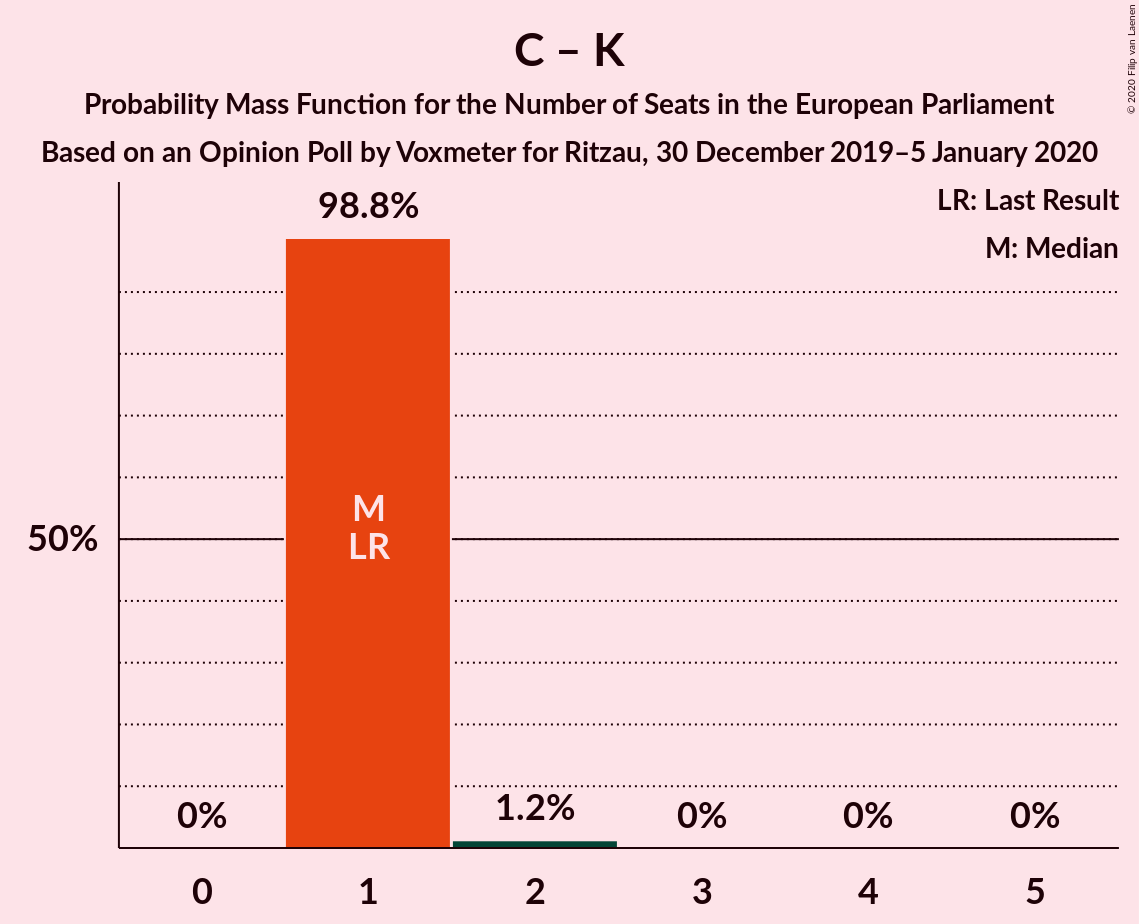 C – K
Probability Mass Function for the Number of Seats in the European Parliament
Based on an Opinion Poll by Voxmeter for Ritzau, 30 December 2019–5 January 2020
© 2020 Filip van Laenen
LR: Last Result
M: Median
98.8%
M
LR
50%
0%
1.2%
0%
0%
0%
0
1
2
3
4
5